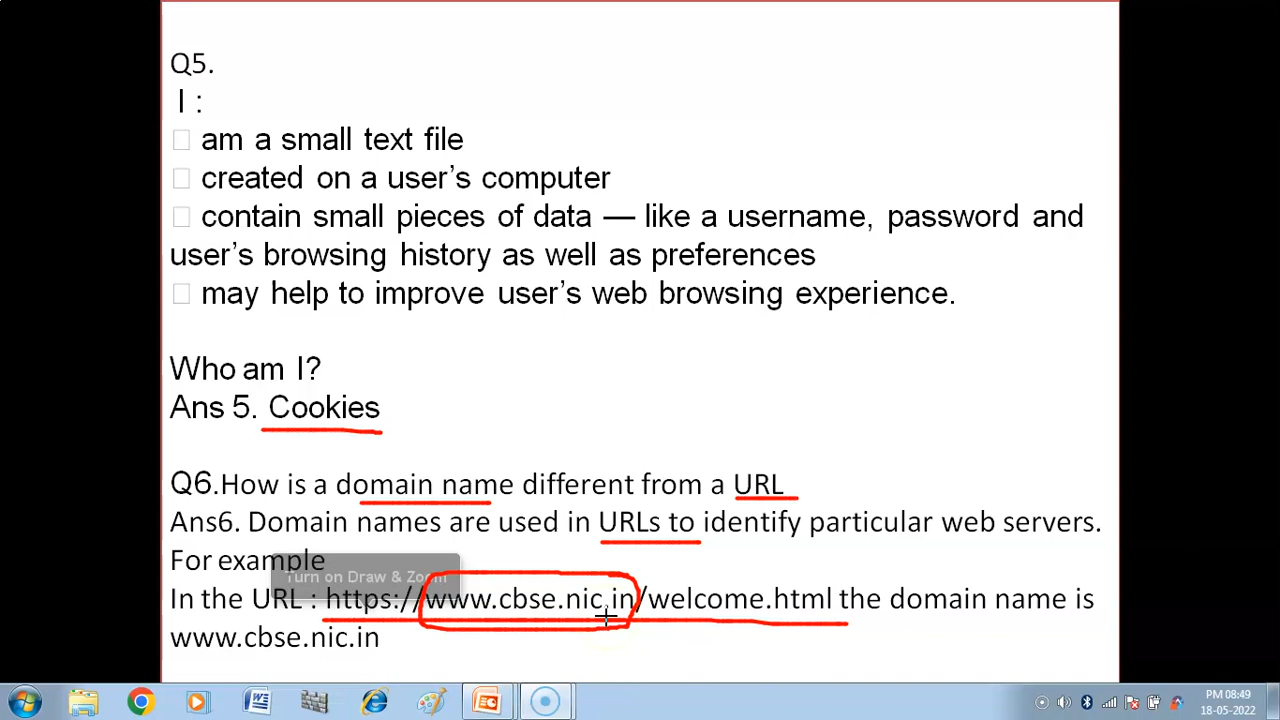 Q5.
I :
am a small text file
created on a user’s computer
contain small pieces of data — like a username, password and
user’s browsing history as well as preferences
may help to improve user’s web browsing experience.
Who am I?
Ans 5. Cookies
Q6.How is a domain name different from a URL
Ans6. Domain names are used in URLs to identify particular web servers.
For example
Turn on Draw & Zoom
In the URL : https://www.cbse.nic.in/welcome.html the domain name is
www.cbse.nic.in
PM 08:49
18-05-2022